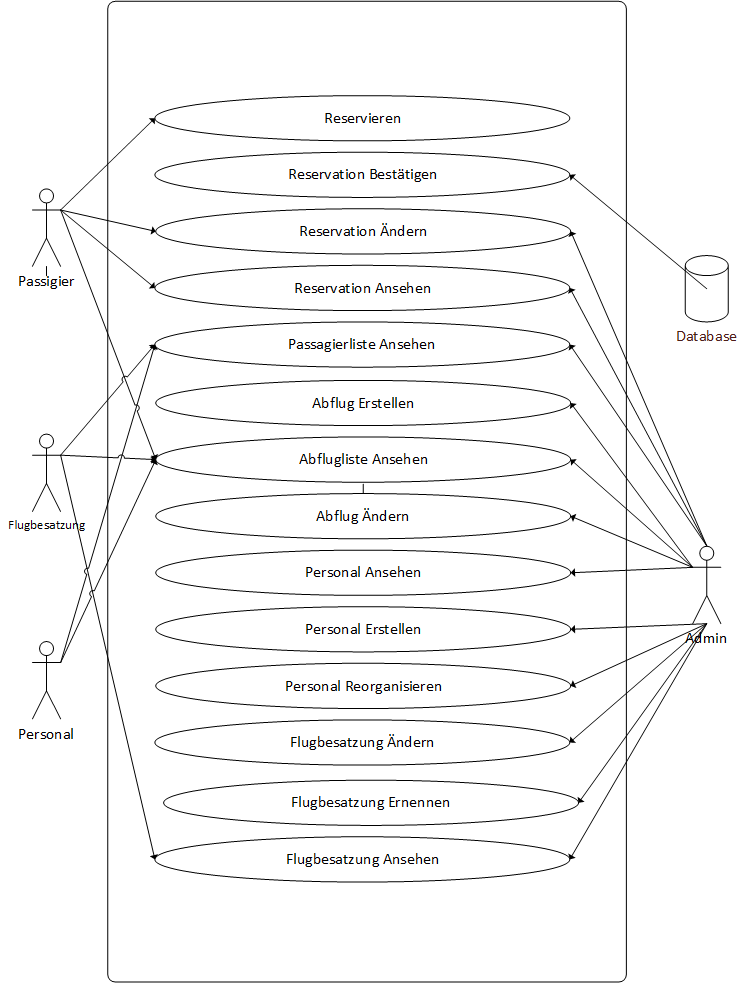 Reservieren
Reservation Bestätigen
Reservation Ändern
Reservation Ansehen
Passagierliste Ansehen
Abflug Erstellen
Abflugliste Ansehen
Abflug Ändern
Personal Ansehen
Personal Erstellen
Personal Reorganisieren
Flugbesatzung Ändern
Flugbesatzung Ernennen
Flugbesatzung Ansehen
Passigier
Flugbesatzung
Personal
Database
Admin